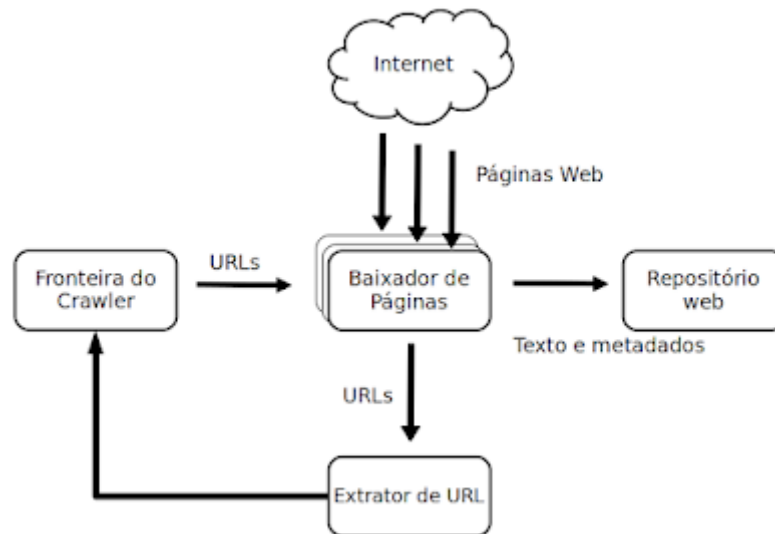 Internet
Páginas Web
URLs
Fronteira do
Crawler
Baixador de
Páginas
Repositório
web
Texto e metadados
URLs
Extrator de URL